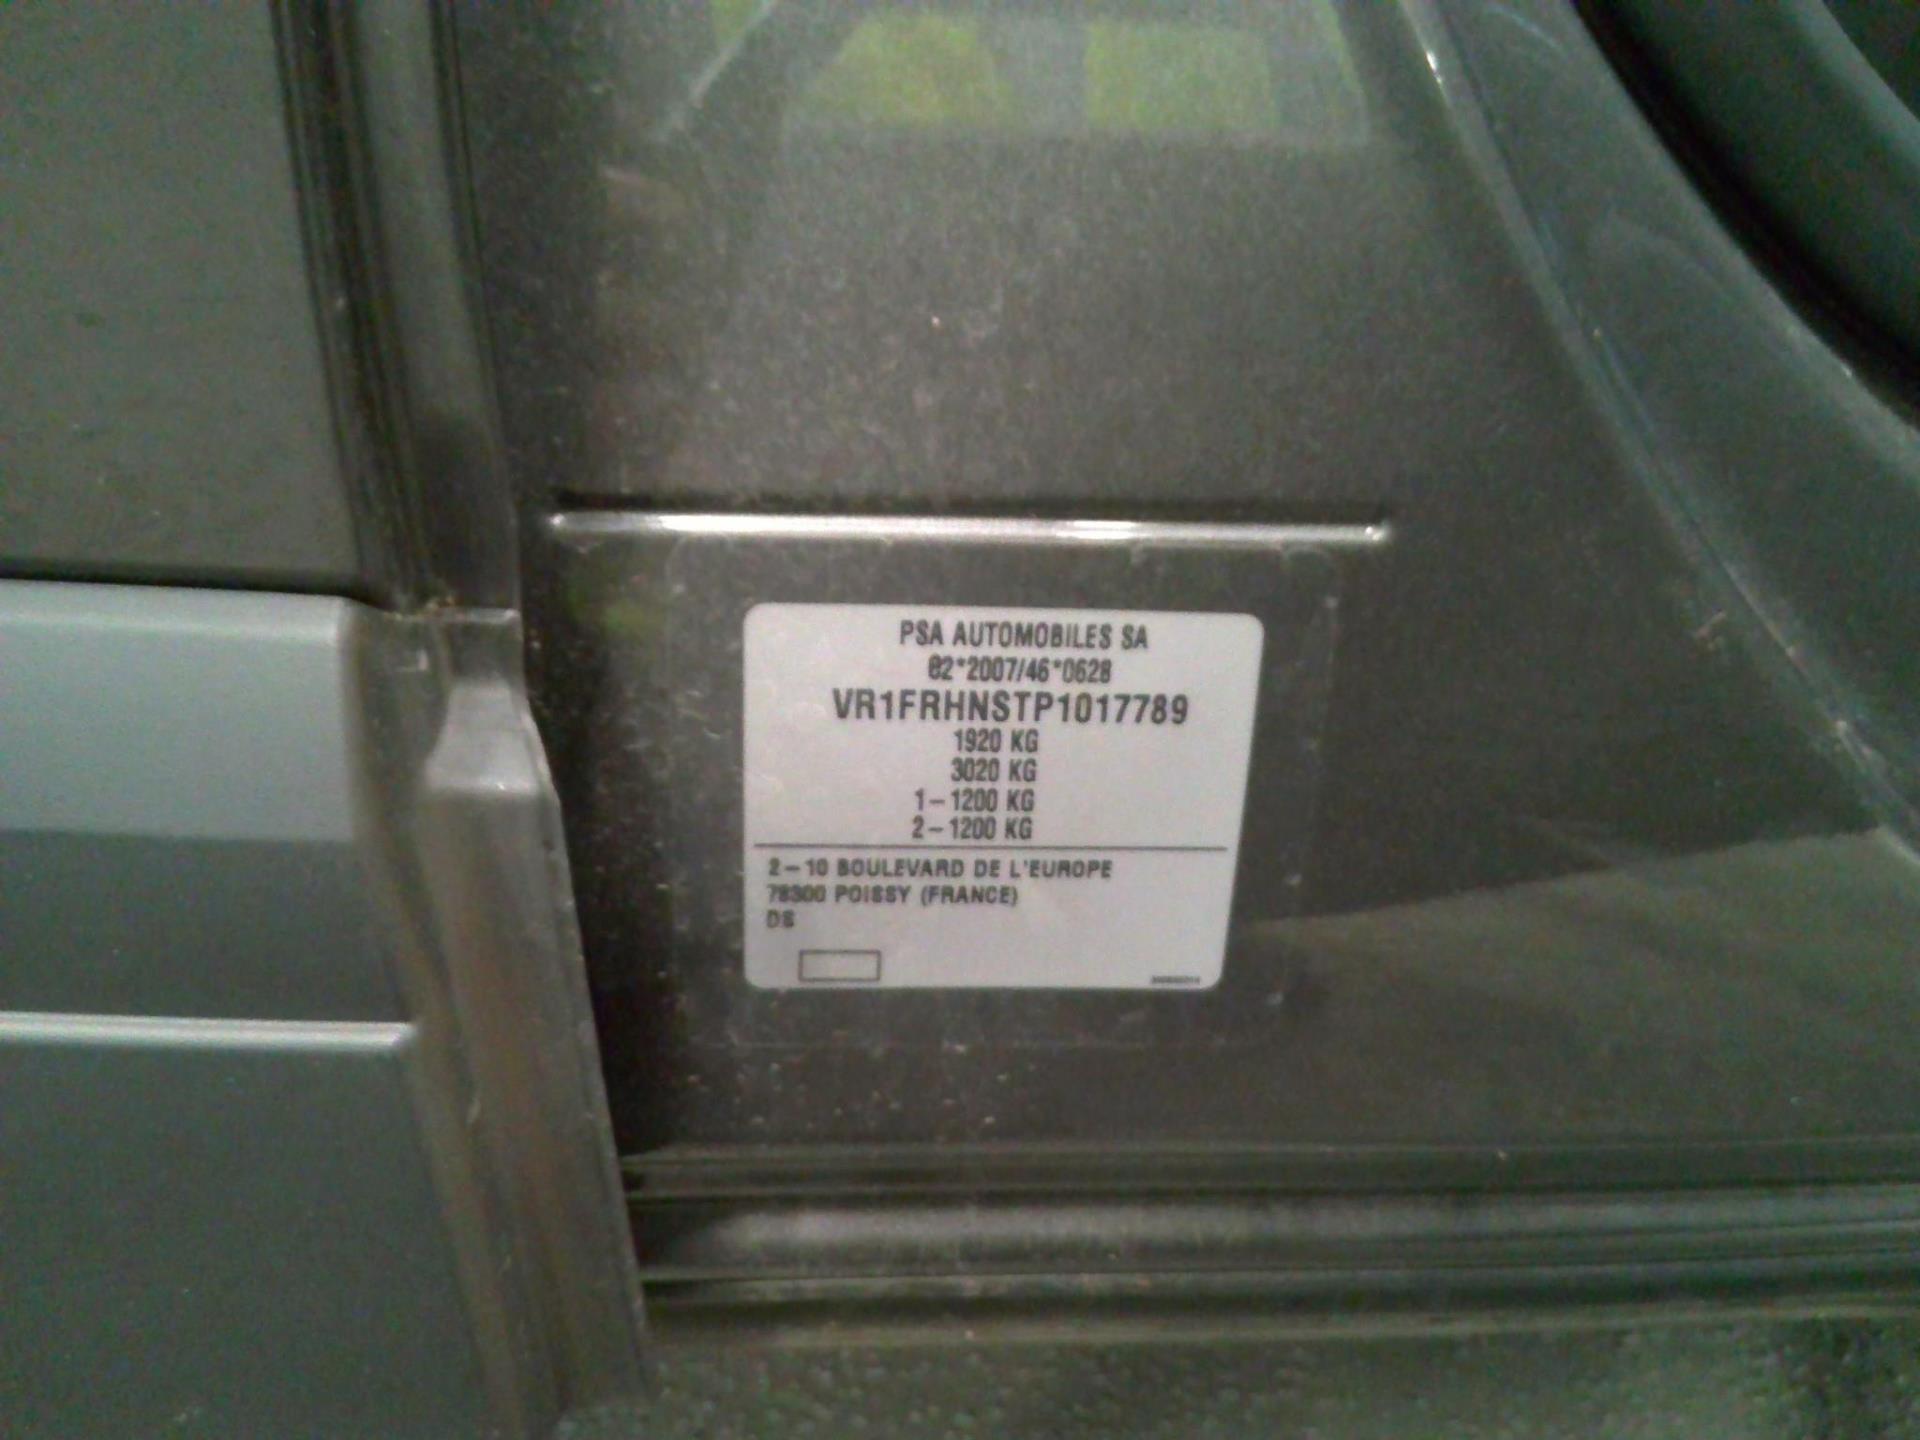 PSA AUTOMOBILES SA
e2*2007/46*0628
VR1FRHNSTP1017789
1920 KG
3020 KG
1-1200 KG
2-1200 KG
2-10 BOULEVARD DE L'EUROPE
78300 POISSY (FRANCE)
DS